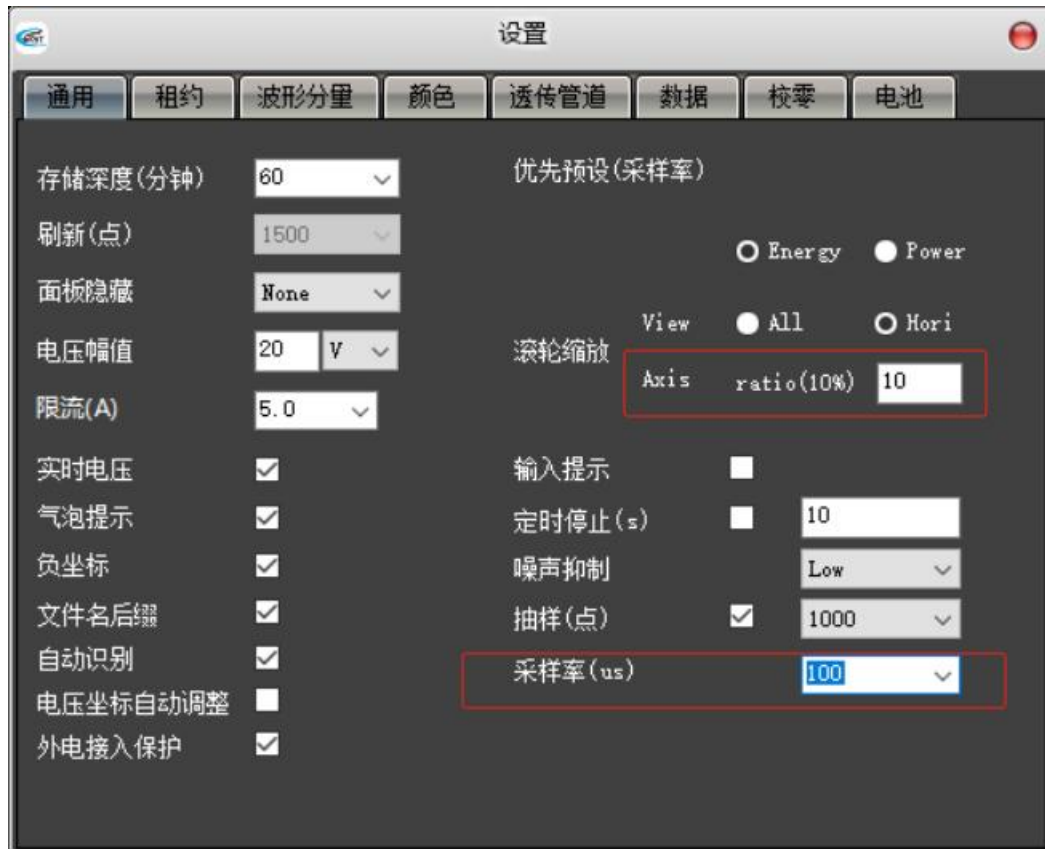 设置
通用 租约 波形分量 颜色 透传管道 数据 校零 电池
存储深度(分钟) 60
优先预设(采样率)
刷新(点) 1500
Energy Power
面板隐藏 None
View All Hori
电压幅值 20 V
滚轮缩放
Axis ratio(10%) 10
限流(A) 5.0
实时电压
输入提示
气泡提示
定时停止(s) 10
负坐标
噪声抑制 Low
文件名后缀
抽样(点) 1000
自动识别
采样率(us) 100
电压坐标自动调整
外电接入保护